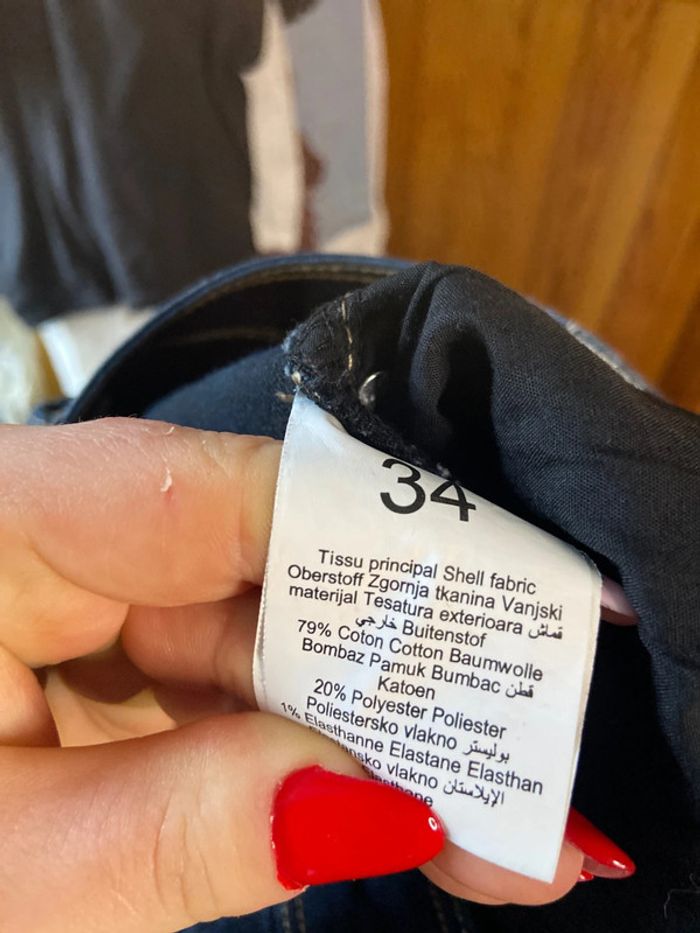 34
Tissu principal Shell fabric
Oberstoff Zgornja tkanina Vanjski
materijal Tesatura exterioara قماش
خارجي Buitenstof
79% Coton Cotton Baumwolle
Bombaz Pamuk Bumbac قطن
Katoen
20% Polyester Poliester
Poliestersko vlakno بوليستر
1% Elasthanne Elastane Elasthan
vlakno الإيلاستان